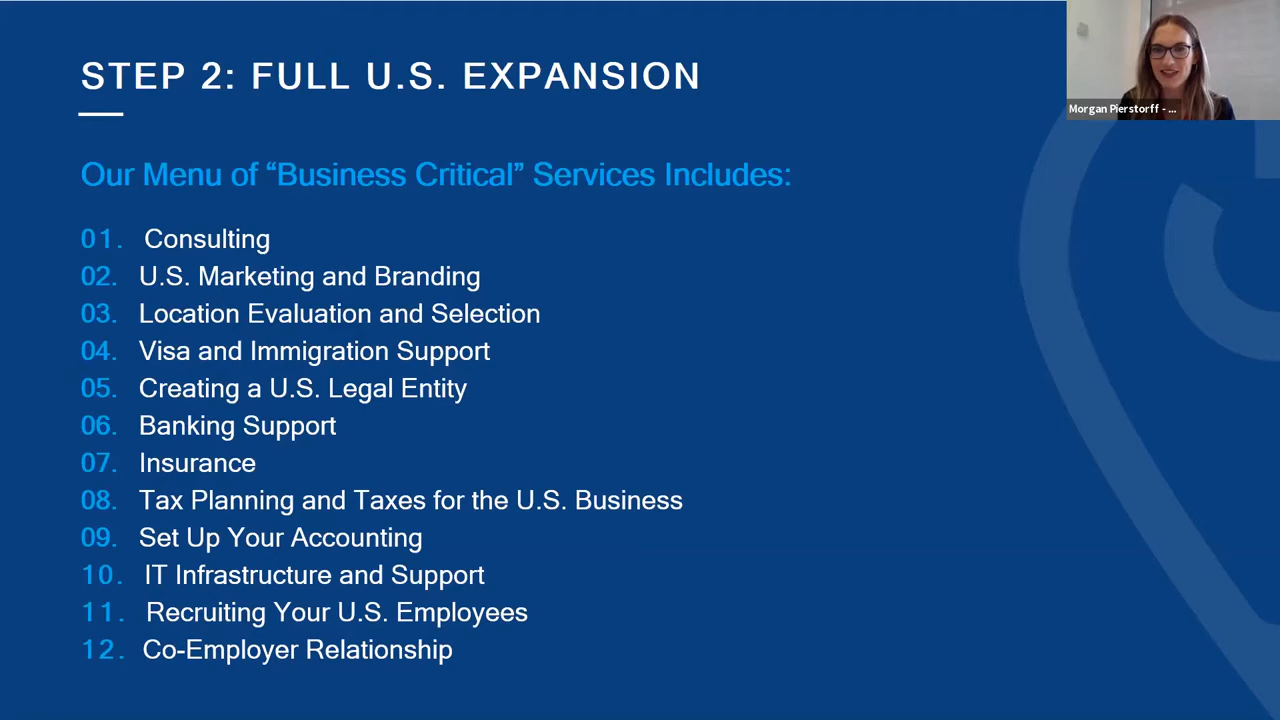 STEP 2: FULL U.S. EXPANSION
Morgan Pierstorff - ...
Our Menu of “Business Critical” Services Includes:
01. Consulting
02. U.S. Marketing and Branding
03. Location Evaluation and Selection
04. Visa and Immigration Support
05. Creating a U.S. Legal Entity
06. Banking Support
07. Insurance
08. Tax Planning and Taxes for the U.S. Business
09. Set Up Your Accounting
10. IT Infrastructure and Support
11. Recruiting Your U.S. Employees
12. Co-Employer Relationship